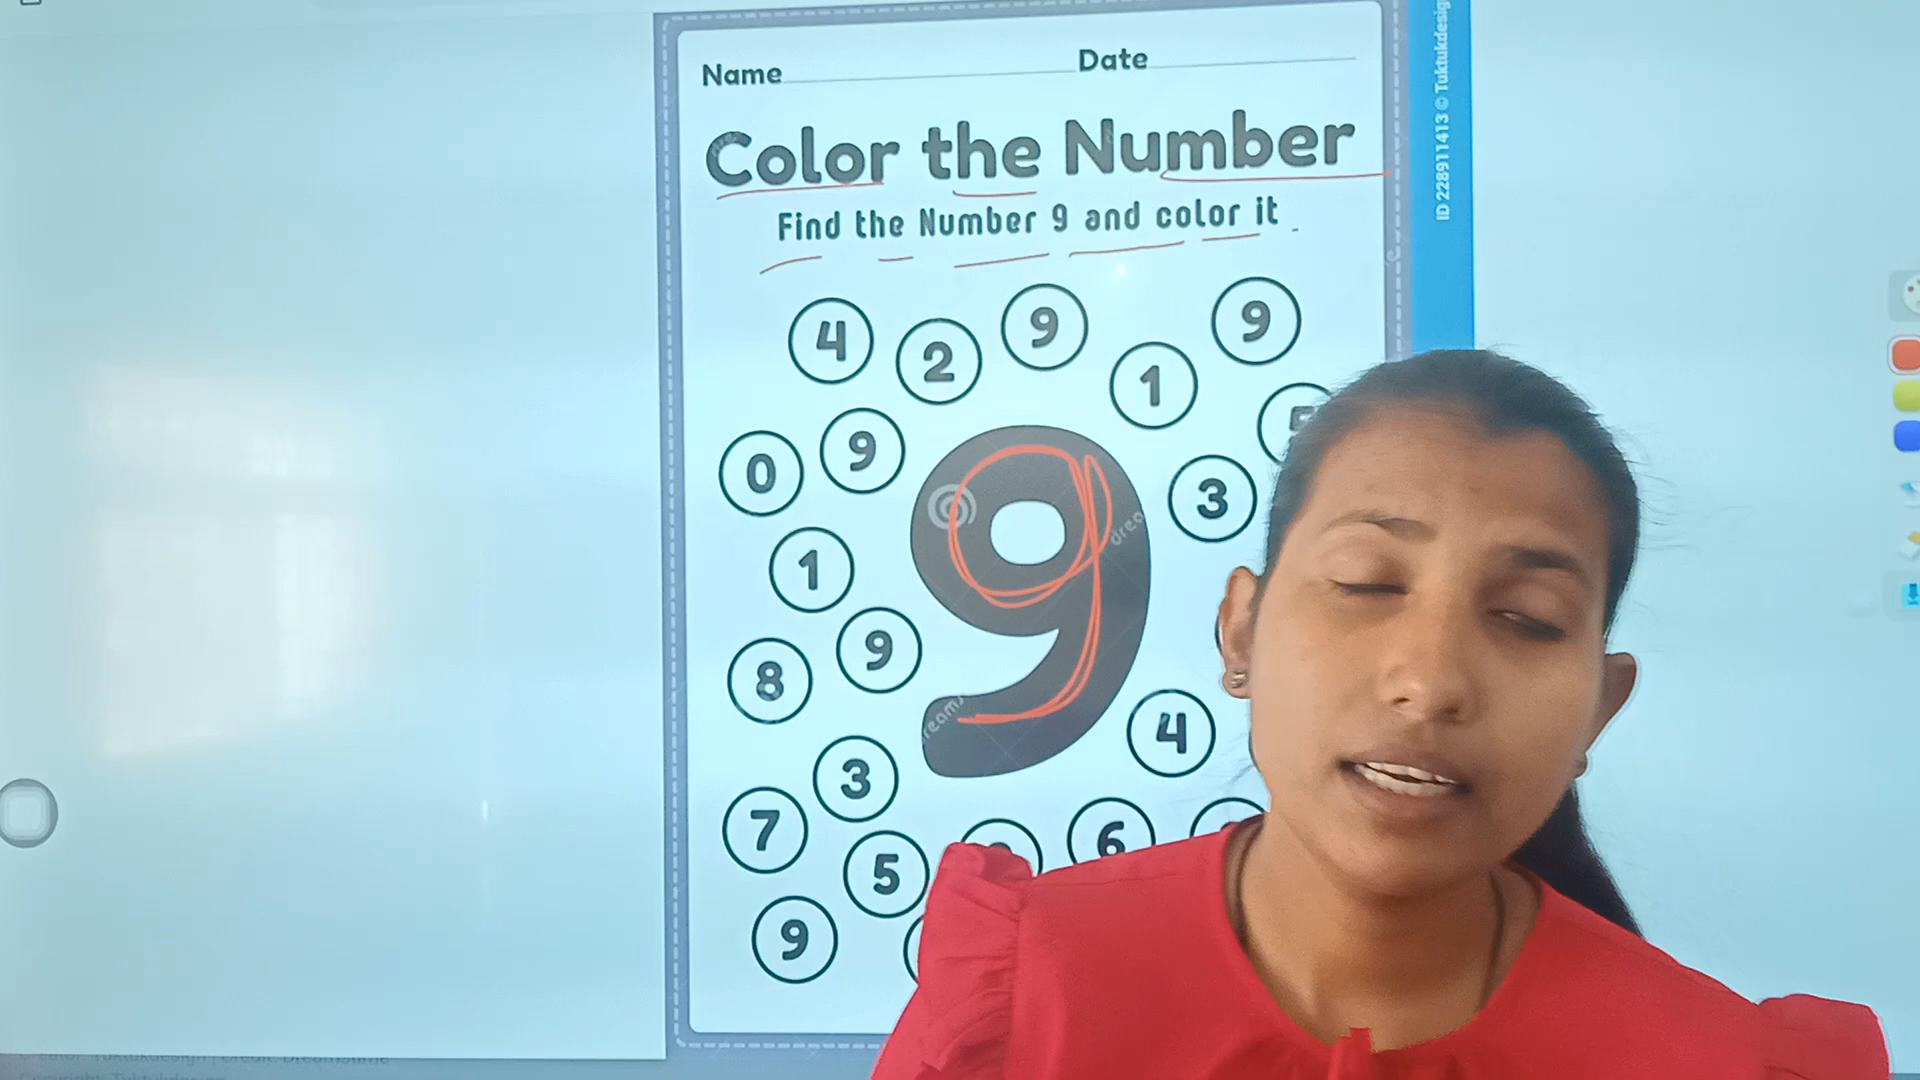 Name Date
ID 228911413 © Tuktukdesig
Color the Number
Find the Number 9 and color it
4 2 9 1 9
0 9 3
1
8 9
9
4
3
7 5 6
9